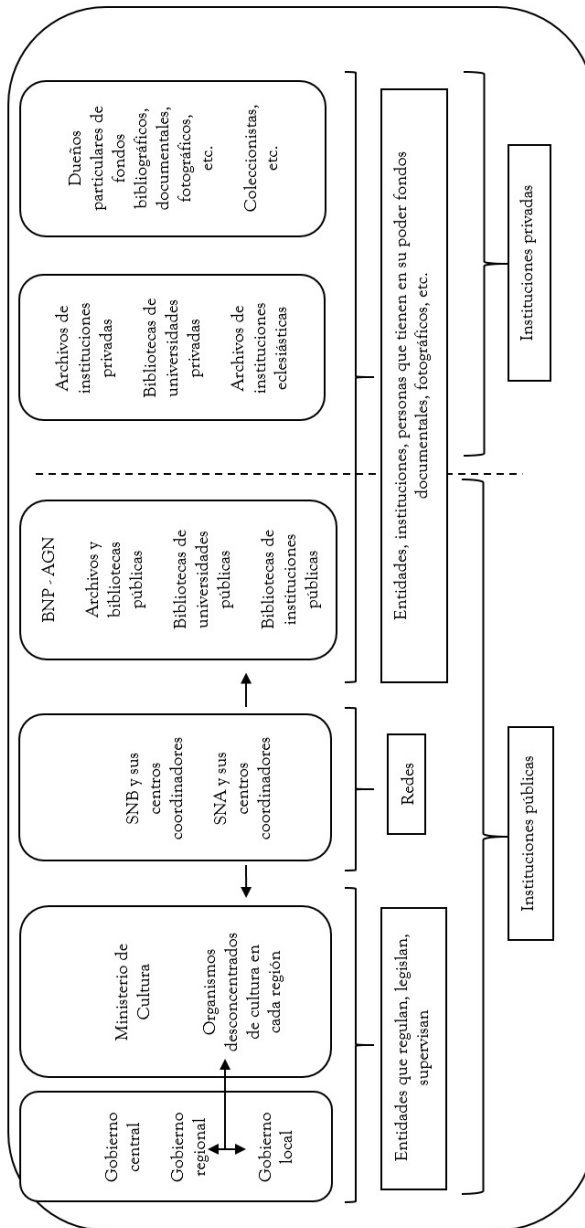 Gobierno
central
Gobierno
regional
Gobierno
local
Ministerio de
Cultura
Organismos
desconcentrados
de cultura en
cada región
SNB y sus
centros
coordinadores
SNA y sus
centros
coordinadores
BNP - AGN
Archivos y
bibliotecas
públicas
Bibliotecas de
universidades
públicas
Bibliotecas de
instituciones
públicas
Archivos de
instituciones
privadas
Bibliotecas de
universidades
privadas
Archivos de
instituciones
eclesiásticas
Dueños
particulares de
fondos
bibliográficos,
documentales,
fotográficos,
etc.
Coleccionistas,
etc.
Entidades que regulan, legislan,
supervisan
Redes
Entidades, instituciones, personas que tienen en su poder fondos
documentales, fotográficos, etc.
Instituciones públicas
Instituciones privadas